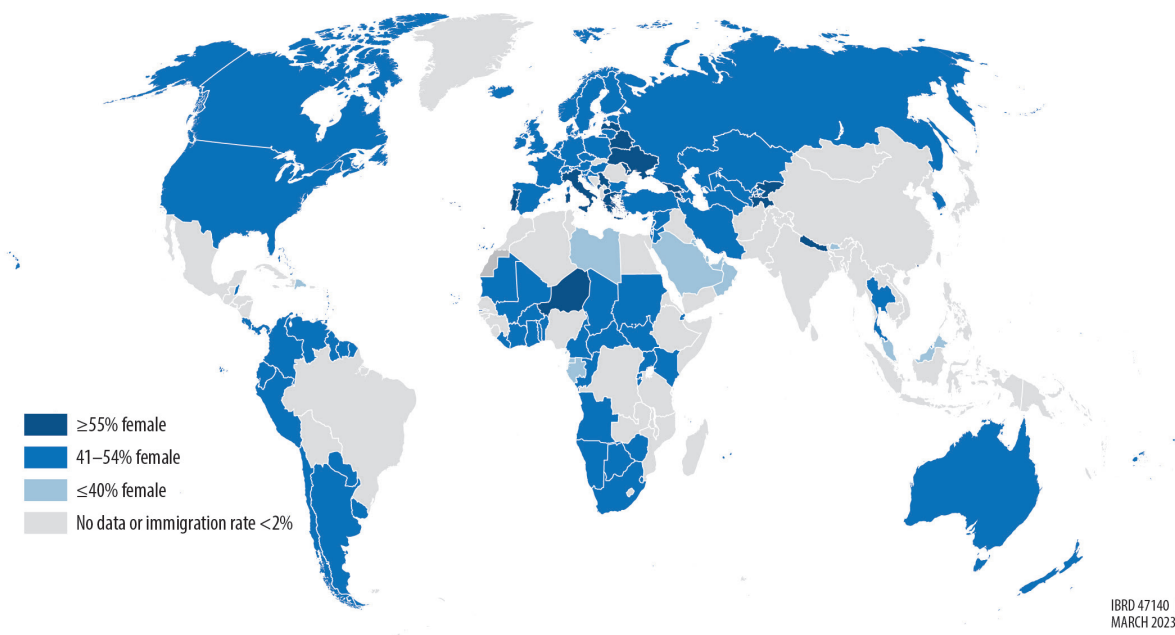 ≥55% female
41–54% female
≤40% female
No data or immigration rate <2%
IBRD 47140
MARCH 2023